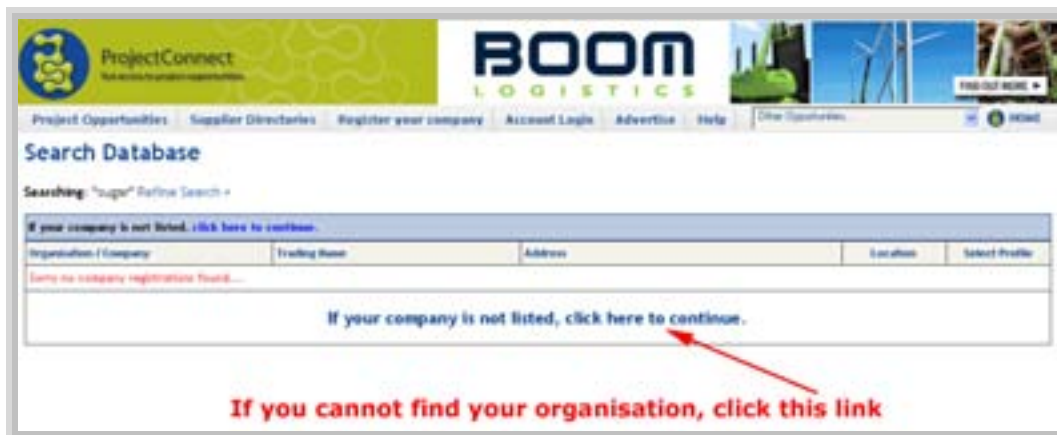 ProjectConnect
BOOM
LOGISTICS
FIND OUT MORE
Project Opportunities Supplier Directories Register your company Account Login Advertise Help Other Opportunities HOME
Search Database
Searching: "sugar" Refine Search
If your company is not listed, click here to continue.
Organisation / Company Trading Name Address Location Select Profile
Sorry no company registrations found....
If your company is not listed, click here to continue.
If you cannot find your organisation, click this link